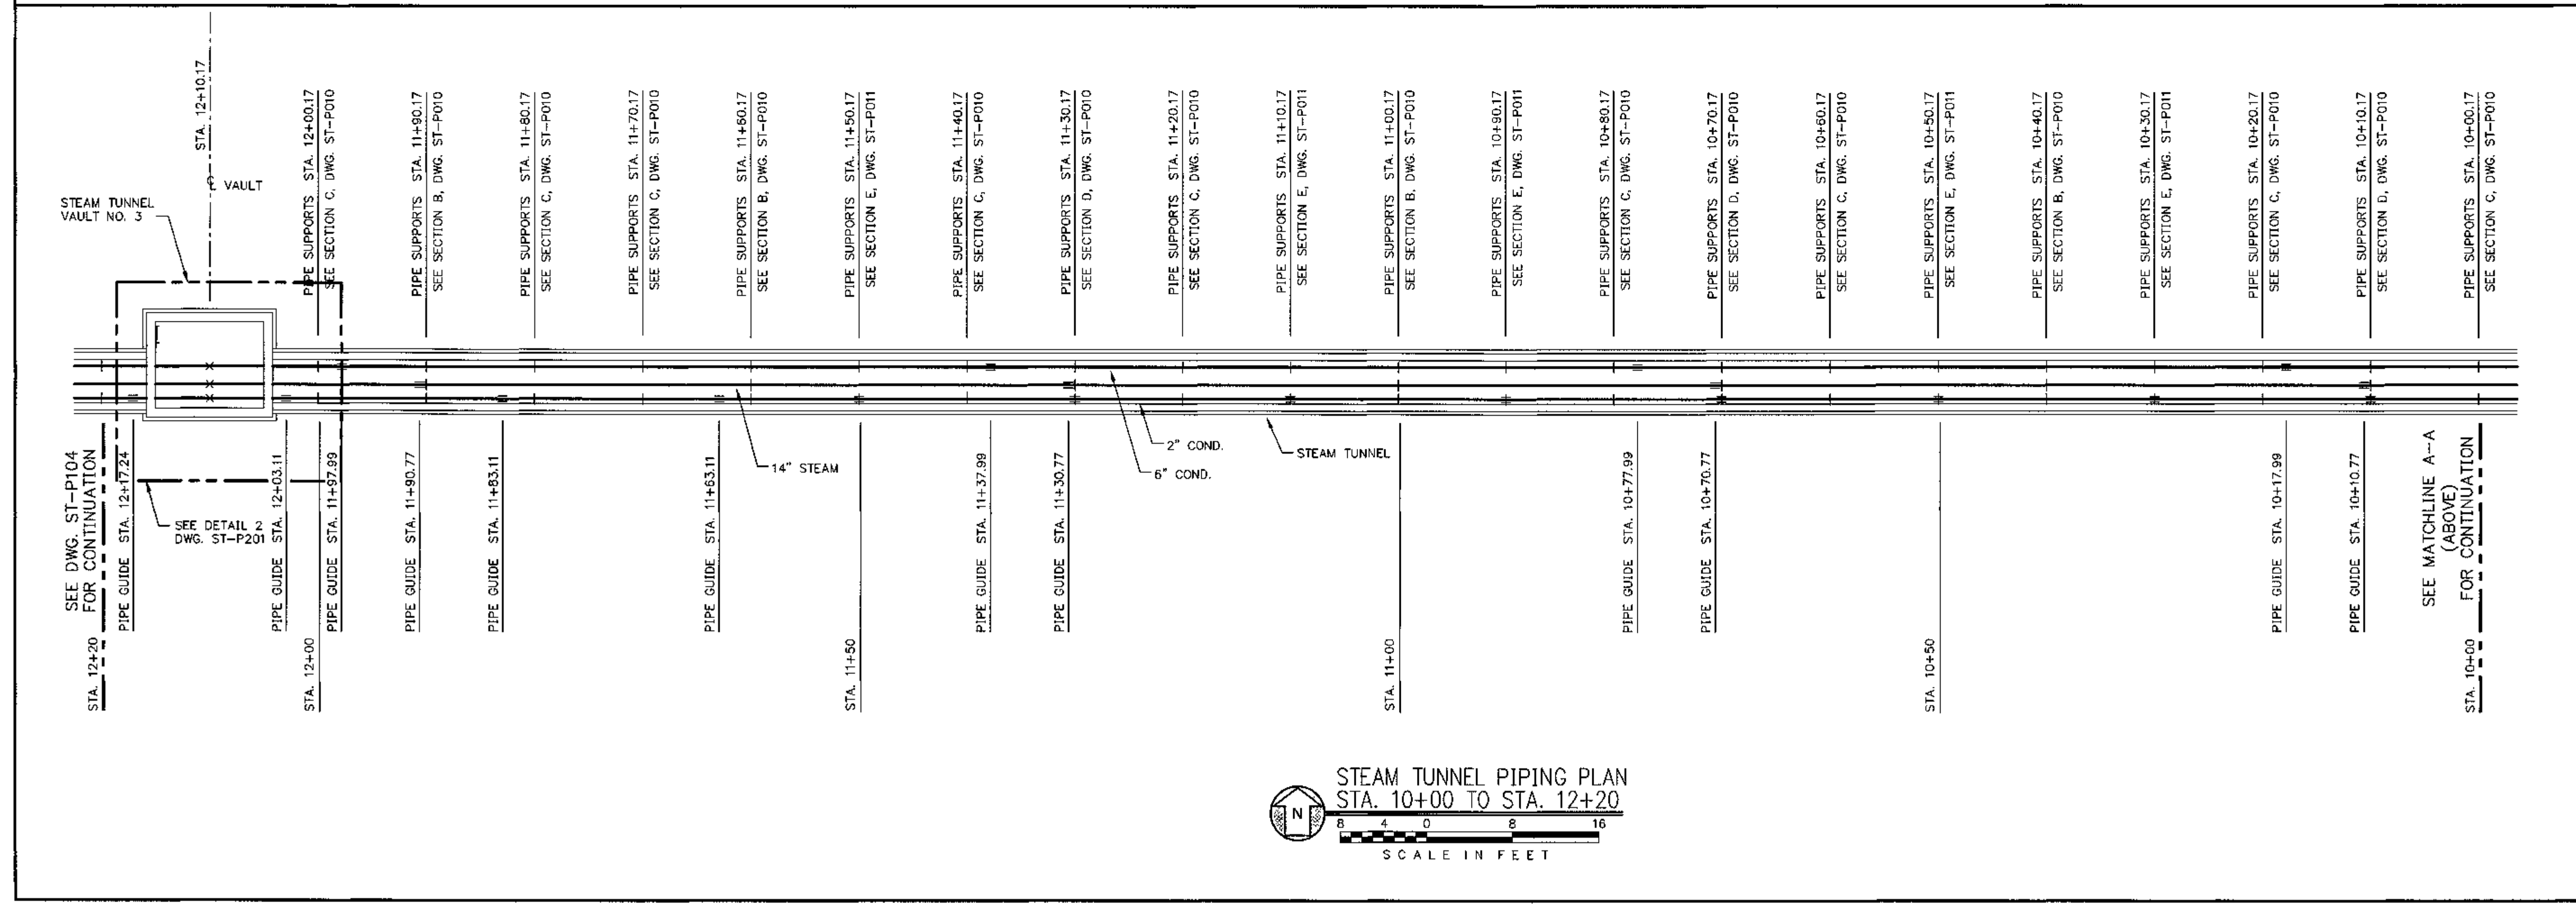 STA. 12+10.17
℄ VAULT
STEAM TUNNEL
VAULT NO. 3
PIPE SUPPORTS STA. 12+00.17
SEE SECTION C, DWG. ST-P010
PIPE SUPPORTS STA. 11+90.17
SEE SECTION B, DWG. ST-P010
PIPE SUPPORTS STA. 11+80.17
SEE SECTION C, DWG. ST-P010
PIPE SUPPORTS STA. 11+70.17
SEE SECTION C, DWG. ST-P010
PIPE SUPPORTS STA. 11+60.17
SEE SECTION B, DWG. ST-P010
PIPE SUPPORTS STA. 11+50.17
SEE SECTION E, DWG. ST-P011
PIPE SUPPORTS STA. 11+40.17
SEE SECTION C, DWG. ST-P010
PIPE SUPPORTS STA. 11+30.17
SEE SECTION D, DWG. ST-P010
PIPE SUPPORTS STA. 11+20.17
SEE SECTION C, DWG. ST-P010
PIPE SUPPORTS STA. 11+10.17
SEE SECTION E, DWG. ST-P011
PIPE SUPPORTS STA. 11+00.17
SEE SECTION B, DWG. ST-P010
PIPE SUPPORTS STA. 10+90.17
SEE SECTION E, DWG. ST-P011
PIPE SUPPORTS STA. 10+80.17
SEE SECTION C, DWG. ST-P010
PIPE SUPPORTS STA. 10+70.17
SEE SECTION D, DWG. ST-P010
PIPE SUPPORTS STA. 10+60.17
SEE SECTION C, DWG. ST-P010
PIPE SUPPORTS STA. 10+50.17
SEE SECTION E, DWG. ST-P011
PIPE SUPPORTS STA. 10+40.17
SEE SECTION B, DWG. ST-P010
PIPE SUPPORTS STA. 10+30.17
SEE SECTION E, DWG. ST-P011
PIPE SUPPORTS STA. 10+20.17
SEE SECTION C, DWG. ST-P010
PIPE SUPPORTS STA. 10+10.17
SEE SECTION D, DWG. ST-P010
PIPE SUPPORTS STA. 10+00.17
SEE SECTION C, DWG. ST-P010
14" STEAM
2" COND.
6" COND.
STEAM TUNNEL
SEE DWG. ST-P104
FOR CONTINUATION
STA. 12+20
PIPE GUIDE STA. 12+17.24
SEE DETAIL 2
DWG. ST-P201
PIPE GUIDE STA. 12+03.11
STA. 12+00
PIPE GUIDE STA. 11+97.99
PIPE GUIDE STA. 11+90.77
PIPE GUIDE STA. 11+83.11
PIPE GUIDE STA. 11+63.11
STA. 11+50
PIPE GUIDE STA. 11+37.99
PIPE GUIDE STA. 11+30.77
STA. 11+00
PIPE GUIDE STA. 10+77.99
PIPE GUIDE STA. 10+70.77
STA. 10+50
PIPE GUIDE STA. 10+17.99
PIPE GUIDE STA. 10+10.77
SEE MATCHLINE A-A
(ABOVE)
FOR CONTINUATION
STA. 10+00
STEAM TUNNEL PIPING PLAN
STA. 10+00 TO STA. 12+20
N
8 4 0 8 16
SCALE IN FEET